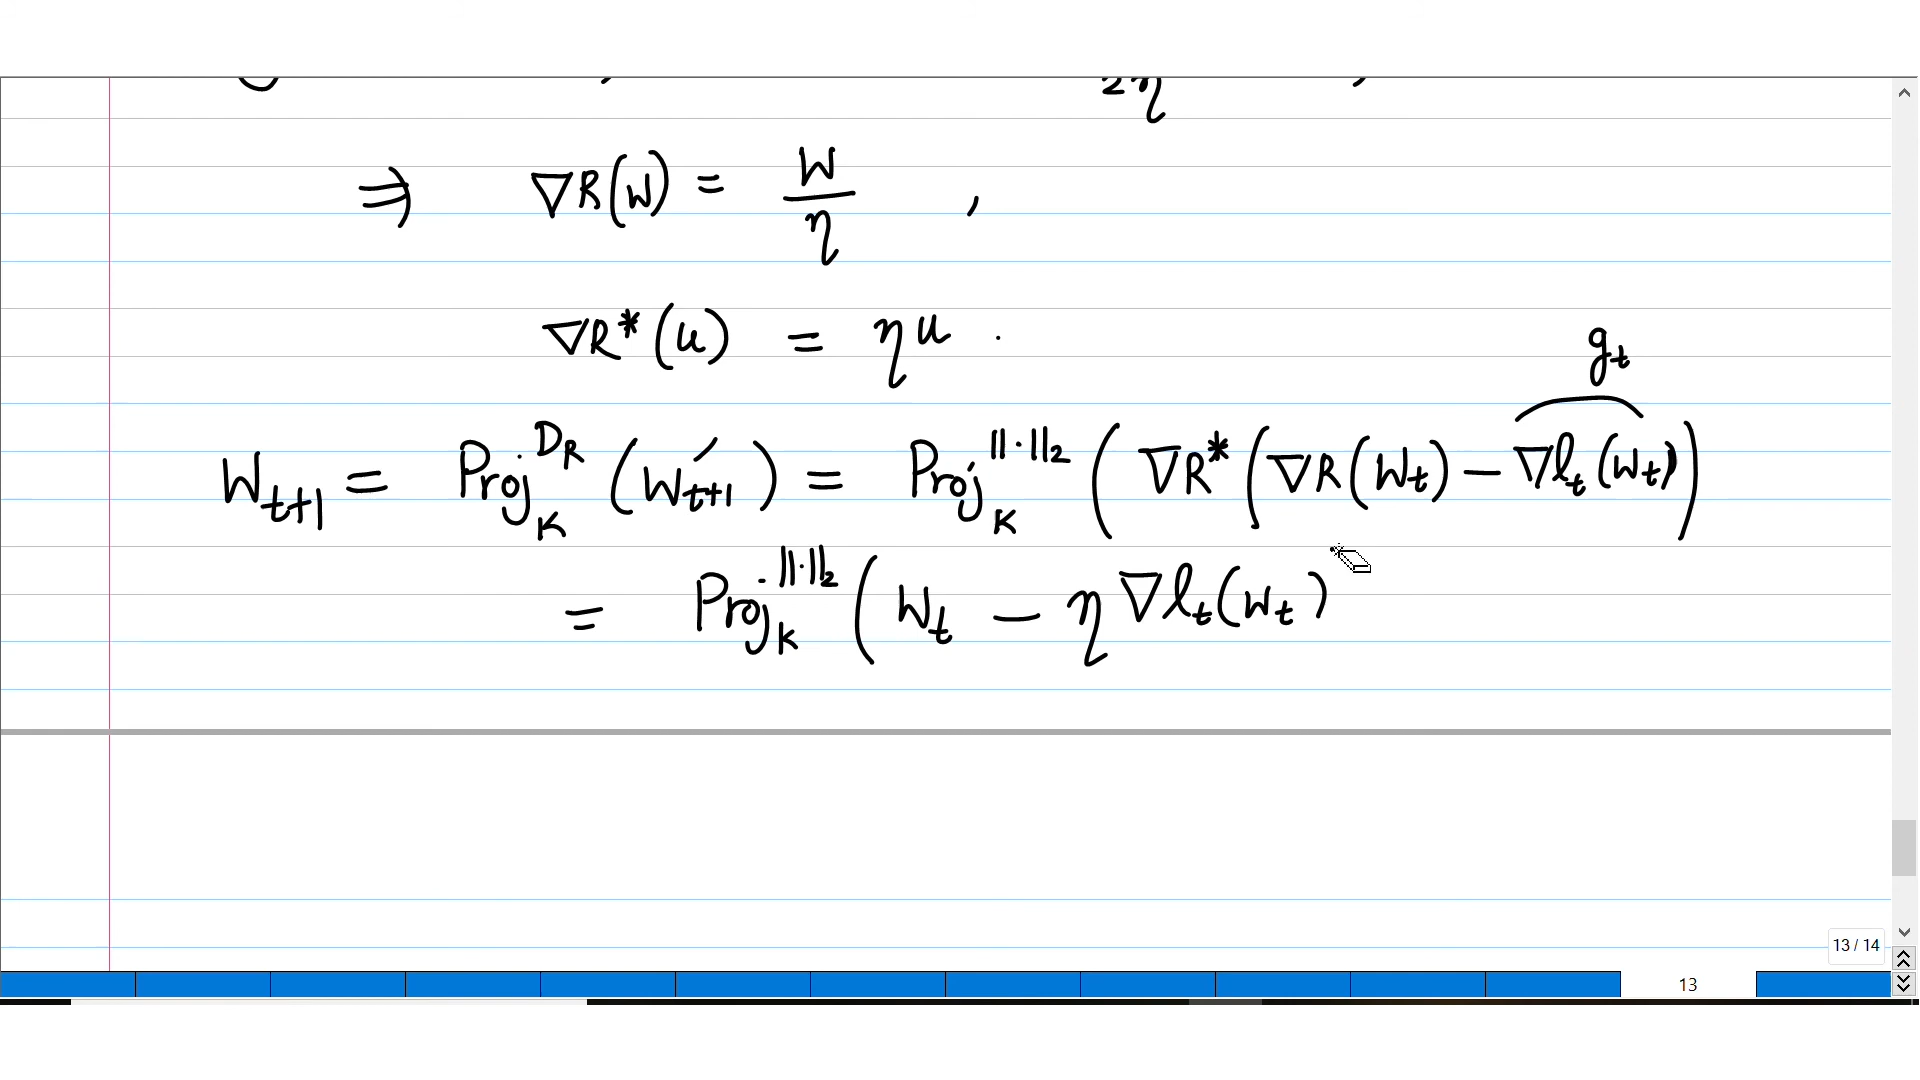 2η
⇒ ∇R(W) = W/η ,
∇R*(u) = ηu .
g_t
W_{t+1} = Proj_K^{D_R} (W'_{t+1}) = Proj_K^{‖·‖_2} ( ∇R* ( ∇R(W_t) − ∇l_t(W_t) )
= Proj_K^{‖·‖_2} ( W_t − η ∇l_t(W_t)
13 / 14
13